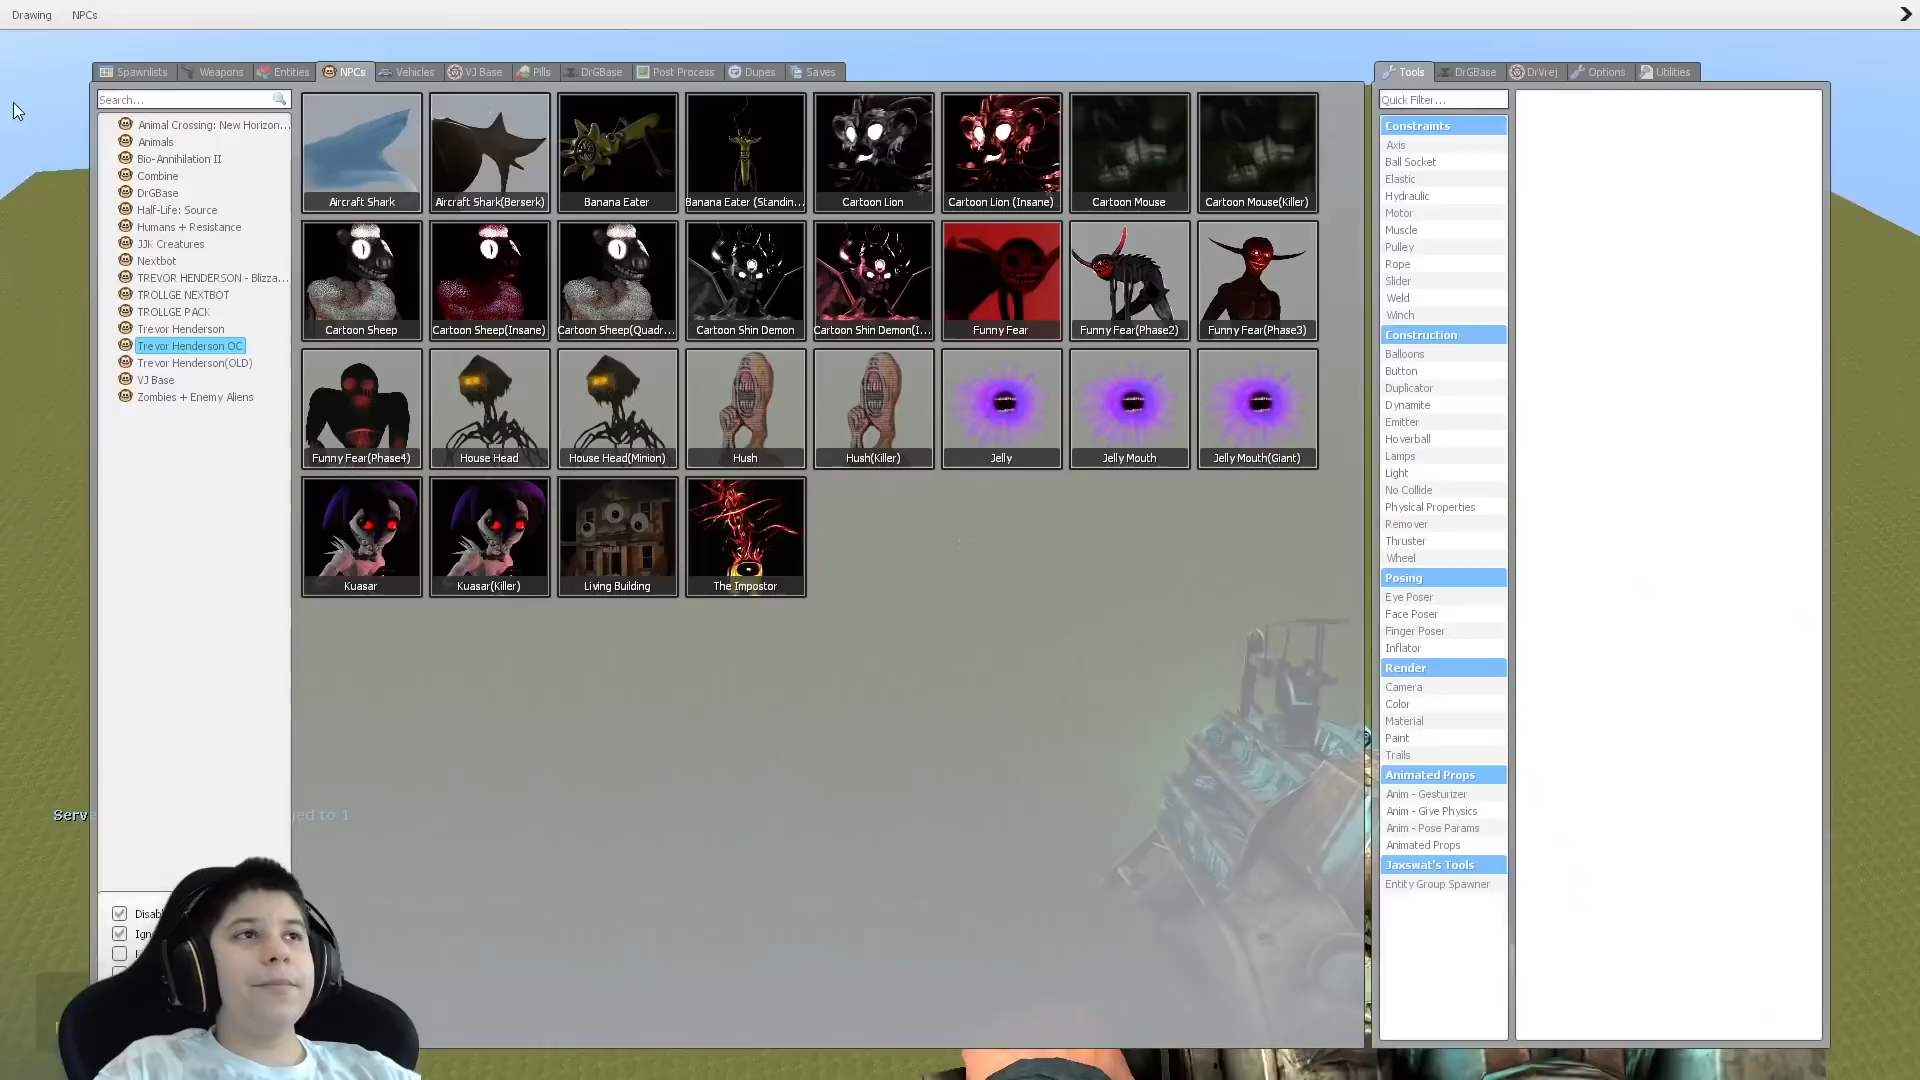 Drawing NPCs
Spawnlists Weapons Entities NPCs Vehicles VJ Base Pills DrGBase Post Process Dupes Saves
Search...
Animal Crossing: New Horizon...
Animals
Bio-Annihilation II
Combine
DrGBase
Half-Life: Source
Humans + Resistance
JJK Creatures
Nextbot
TREVOR HENDERSON - Blizza...
TROLLGE NEXTBOT
TROLLGE PACK
Trevor Henderson
Trevor Henderson OC
Trevor Henderson(OLD)
VJ Base
Zombies + Enemy Aliens
Aircraft Shark
Aircraft Shark(Berserk)
Banana Eater
Banana Eater (Standin...
Cartoon Lion
Cartoon Lion (Insane)
Cartoon Mouse
Cartoon Mouse(Killer)
Cartoon Sheep
Cartoon Sheep(Insane)
Cartoon Sheep(Quadr...
Cartoon Shin Demon
Cartoon Shin Demon(I...
Funny Fear
Funny Fear(Phase2)
Funny Fear(Phase3)
Funny Fear(Phase4)
House Head
House Head(Minion)
Hush
Hush(Killer)
Jelly
Jelly Mouth
Jelly Mouth(Giant)
Kuasar
Kuasar(Killer)
Living Building
The Impostor
Serve
ged to 1
Disab
Ign
Tools DrGBase DrVrej Options Utilities
Quick Filter...
Constraints
Axis
Ball Socket
Elastic
Hydraulic
Motor
Muscle
Pulley
Rope
Slider
Weld
Winch
Construction
Balloons
Button
Duplicator
Dynamite
Emitter
Hoverball
Lamps
Light
No Collide
Physical Properties
Remover
Thruster
Wheel
Posing
Eye Poser
Face Poser
Finger Poser
Inflator
Render
Camera
Color
Material
Paint
Trails
Animated Props
Anim - Gesturizer
Anim - Give Physics
Anim - Pose Params
Animated Props
Jaxswat's Tools
Entity Group Spawner